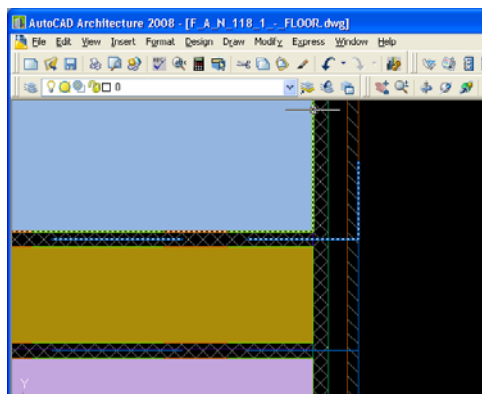 AutoCAD Architecture 2008 - [F_A_N_118_1_-_FLOOR.dwg]
File Edit View Insert Format Design Draw Modify Express Window Help
0
Y